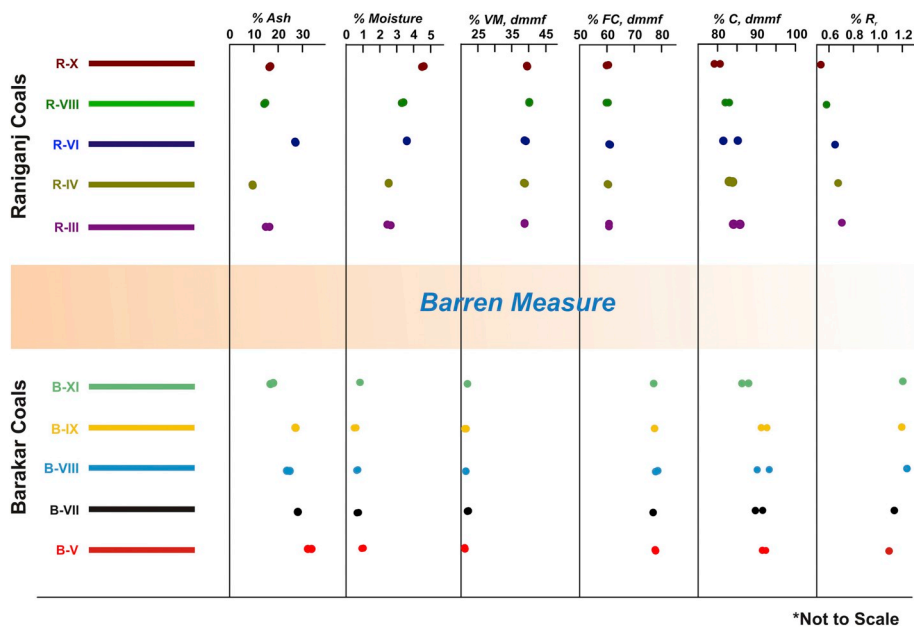 % Ash % Moisture % VM, dmmf % FC, dmmf % C, dmmf % Rr
0 10 20 30 0 1 2 3 4 5 25 35 45 50 60 70 80 80 90 100 0.6 0.8 1.0 1.2
Raniganj Coals
R-X
R-VIII
R-VI
R-IV
R-III
Barren Measure
Barakar Coals
B-XI
B-IX
B-VIII
B-VII
B-V
*Not to Scale